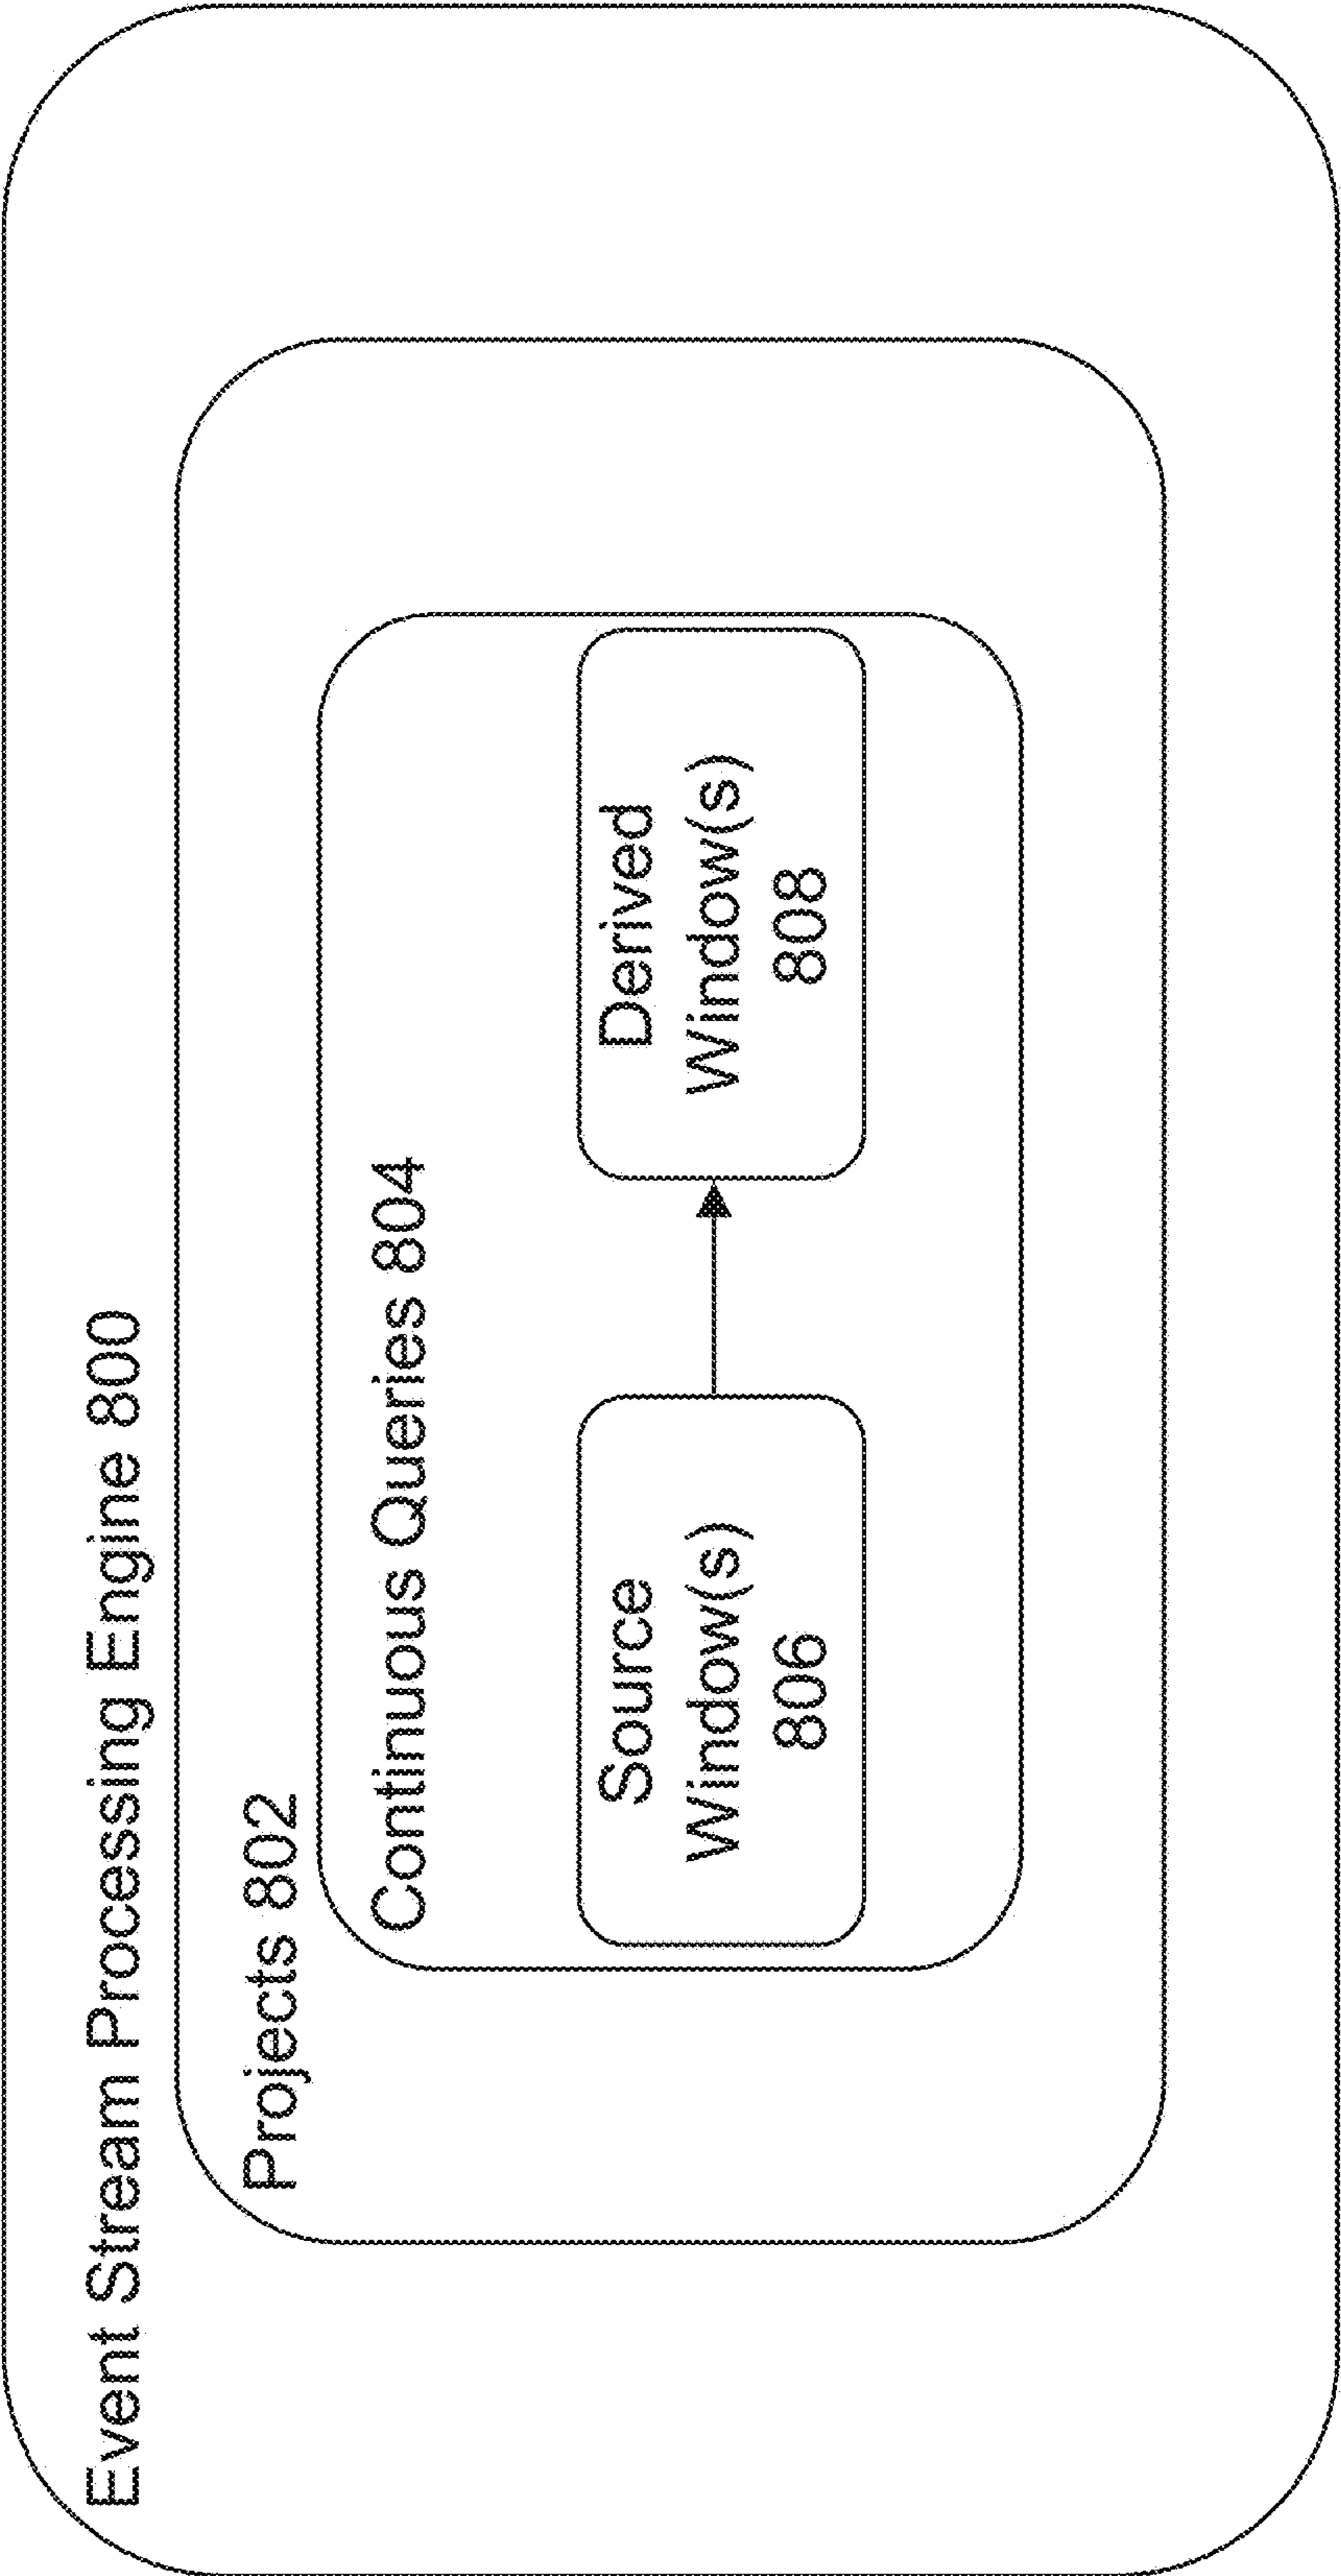 Event Stream Processing Engine 800
Projects 802
Continuous Queries 804
Source
Window(s)
806
Derived
Window(s)
808